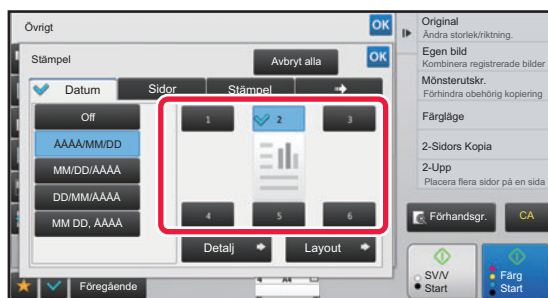 Övrigt
OK
Stämpel
Avbryt alla
OK
Datum
Sidor
Stämpel
Off
ÅÅÅÅ/MM/DD
MM/DD/ÅÅÅÅ
DD/MM/ÅÅÅÅ
MM DD, ÅÅÅÅ
1
2
3
4
5
6
Detalj
Layout
Föregående
A4
Original
Ändra storlek/riktning.
Egen bild
Kombinera registrerade bilder
Mönsterutskr.
Förhindra obehörig kopiering
Färgläge
2-Sidors Kopia
2-Upp
Placera flera sidor på en sida
Förhandsgr.
CA
SV/V
Start
Färg
Start